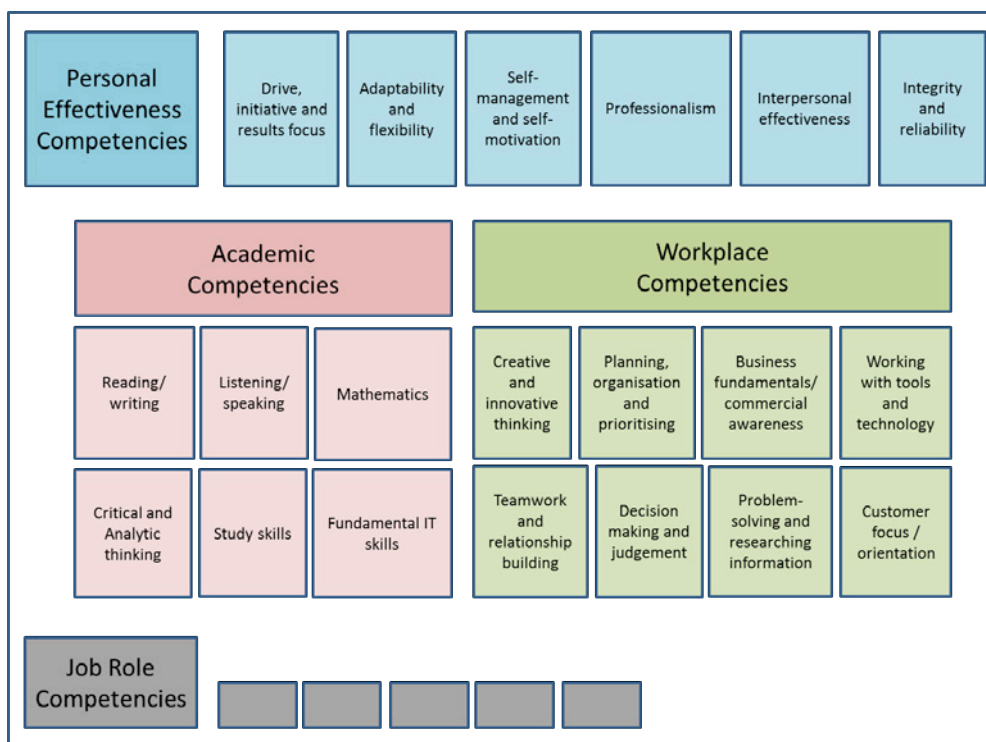 Personal
Effectiveness
Competencies
Drive,
initiative and
results focus
Adaptability
and
flexibility
Self-
management
and self-
motivation
Professionalism
Interpersonal
effectiveness
Integrity
and
reliability
Academic
Competencies
Workplace
Competencies
Reading/
writing
Listening/
speaking
Mathematics
Creative
and
innovative
thinking
Planning,
organisation
and
prioritising
Business
fundamentals/
commercial
awareness
Working
with tools
and
technology
Critical and
Analytic
thinking
Study skills
Fundamental IT
skills
Teamwork
and
relationship
building
Decision
making and
judgement
Problem-
solving and
researching
information
Customer
focus /
orientation
Job Role
Competencies